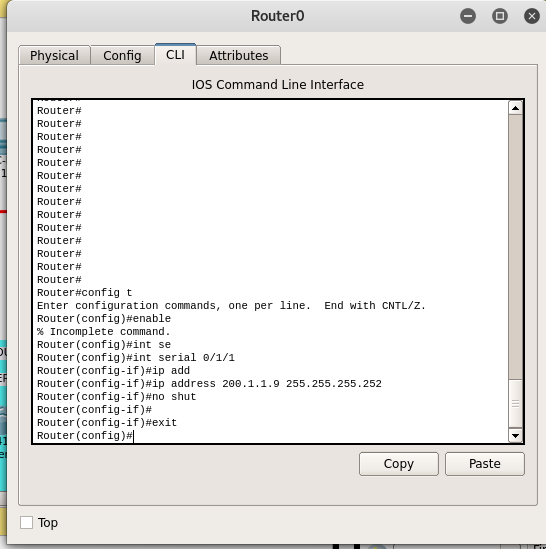 Router0
Physical
Config
CLI
Attributes
IOS Command Line Interface
Router#
Router#
Router#
Router#
Router#
Router#
Router#
Router#
Router#
Router#
Router#
Router#
Router#
Router#
Router#config t
Enter configuration commands, one per line.  End with CNTL/Z.
Router(config)#enable
% Incomplete command.
Router(config)#int se
Router(config)#int serial 0/1/1
Router(config-if)#ip add
Router(config-if)#ip address 200.1.1.9 255.255.255.252
Router(config-if)#no shut
Router(config-if)#
Router(config-if)#exit
Router(config)#
Copy
Paste
Top